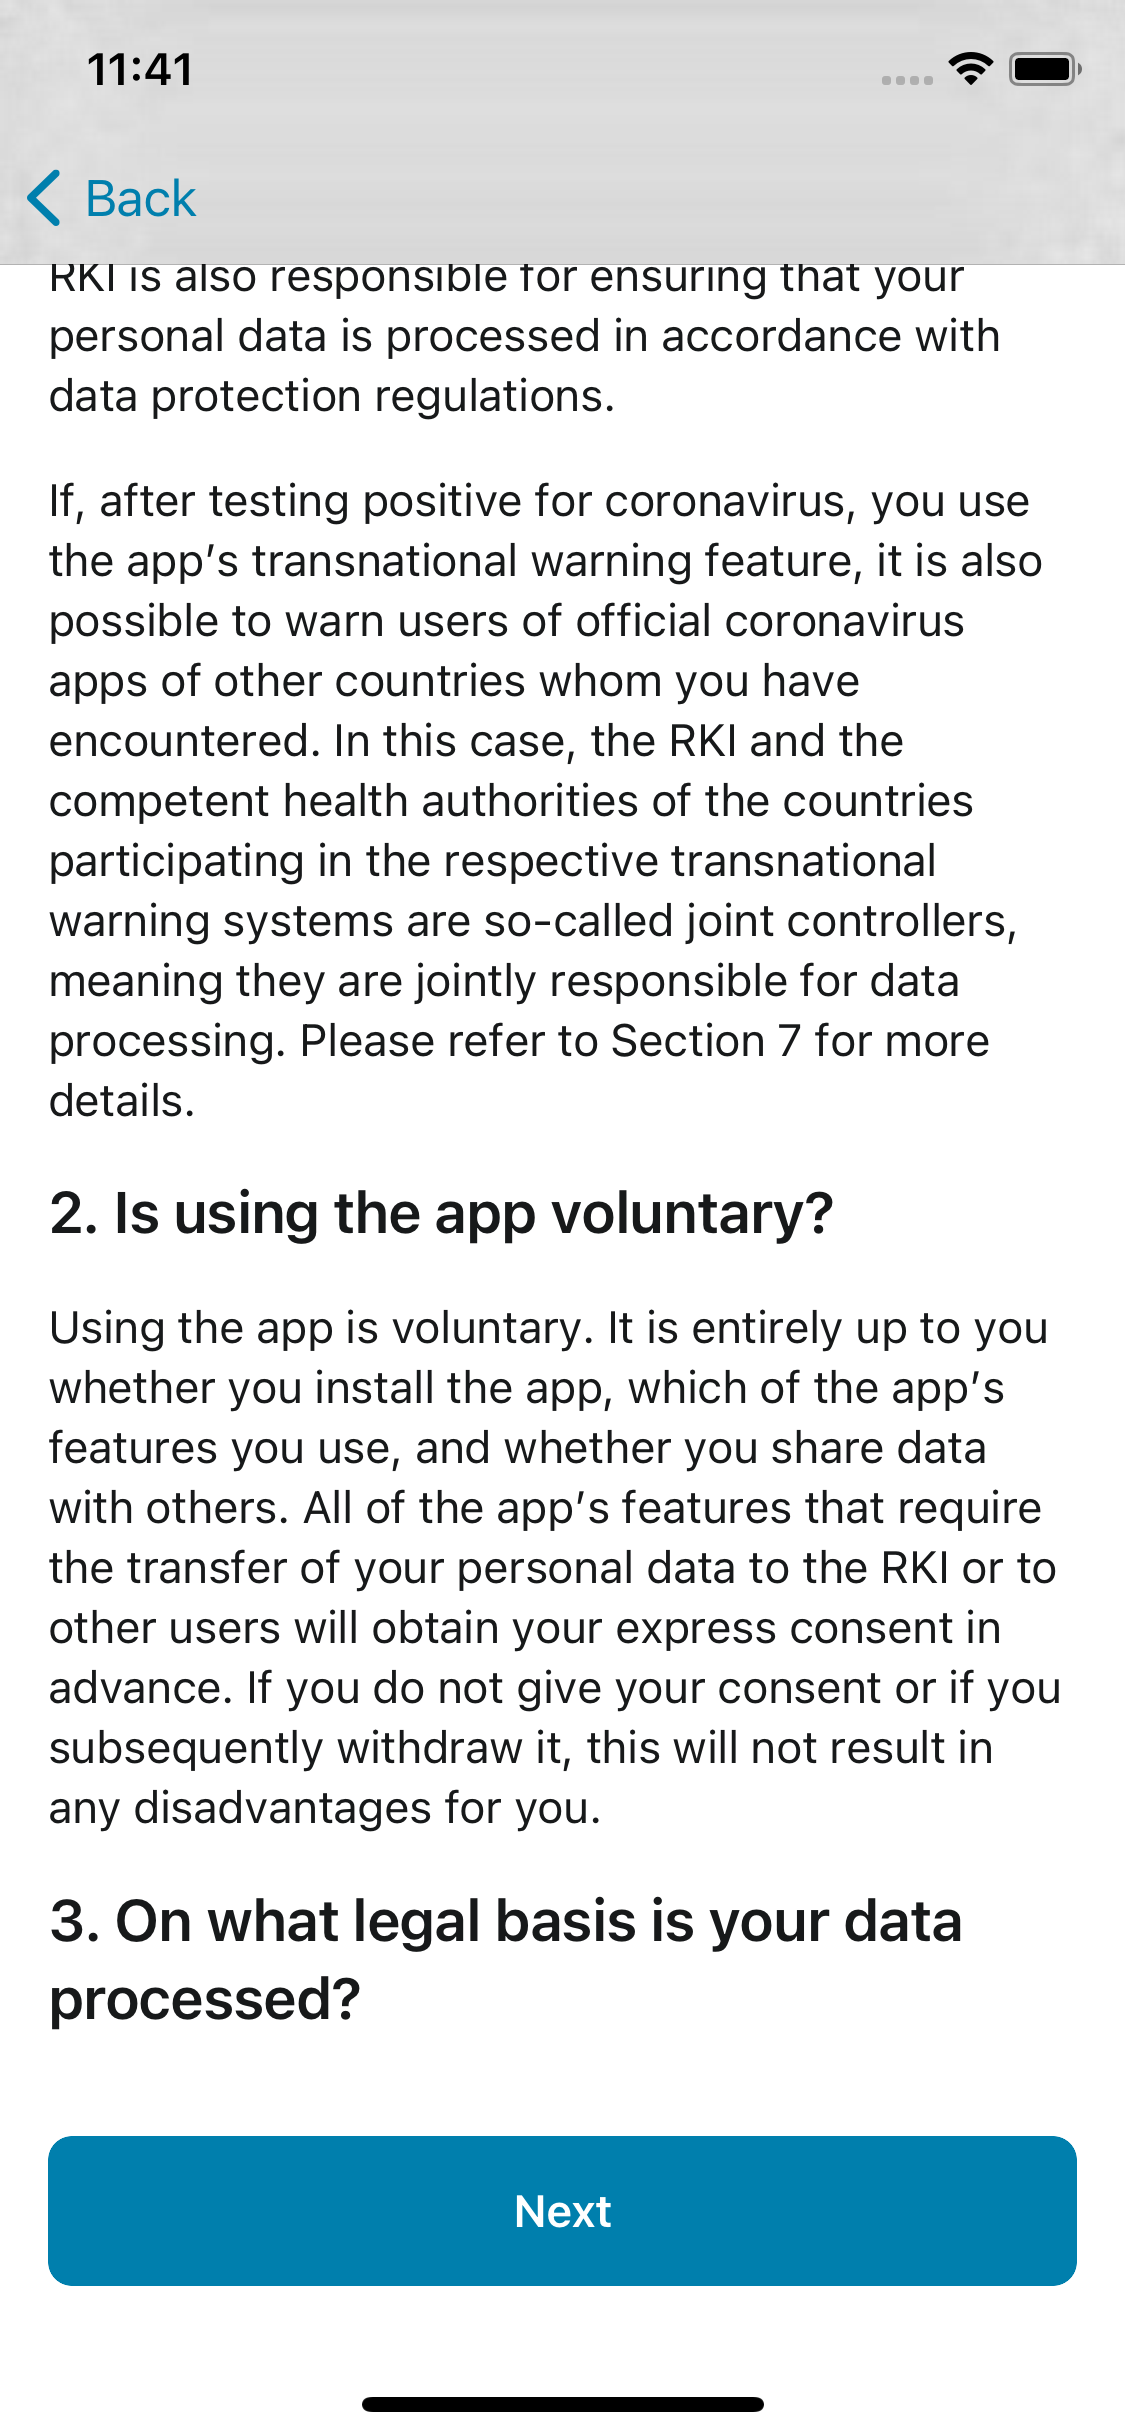 11:41
Back
RKI is also responsible for ensuring that your
personal data is processed in accordance with
data protection regulations.
If, after testing positive for coronavirus, you use
the app’s transnational warning feature, it is also
possible to warn users of official coronavirus
apps of other countries whom you have
encountered. In this case, the RKI and the
competent health authorities of the countries
participating in the respective transnational
warning systems are so-called joint controllers,
meaning they are jointly responsible for data
processing. Please refer to Section 7 for more
details.
2. Is using the app voluntary?
Using the app is voluntary. It is entirely up to you
whether you install the app, which of the app’s
features you use, and whether you share data
with others. All of the app’s features that require
the transfer of your personal data to the RKI or to
other users will obtain your express consent in
advance. If you do not give your consent or if you
subsequently withdraw it, this will not result in
any disadvantages for you.
3. On what legal basis is your data
processed?
Next